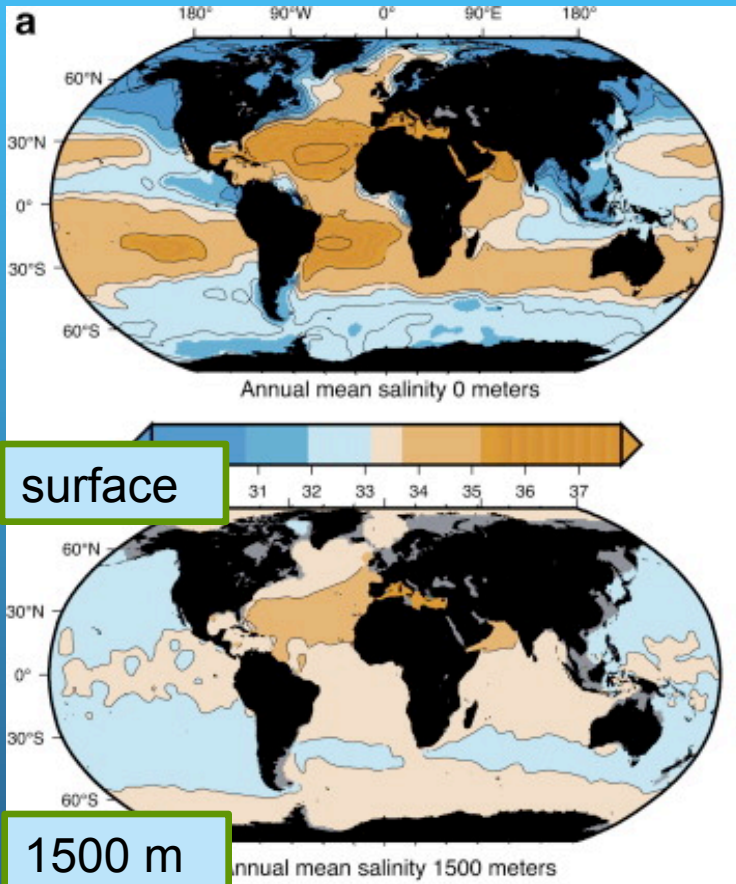 a
180° 90°W 0° 90°E 180°
60°N
30°N
0°
30°S
60°S
Annual mean salinity 0 meters
surface
31 32 33 34 35 36 37
60°N
30°N
0°
30°S
60°S
1500 m
Annual mean salinity 1500 meters